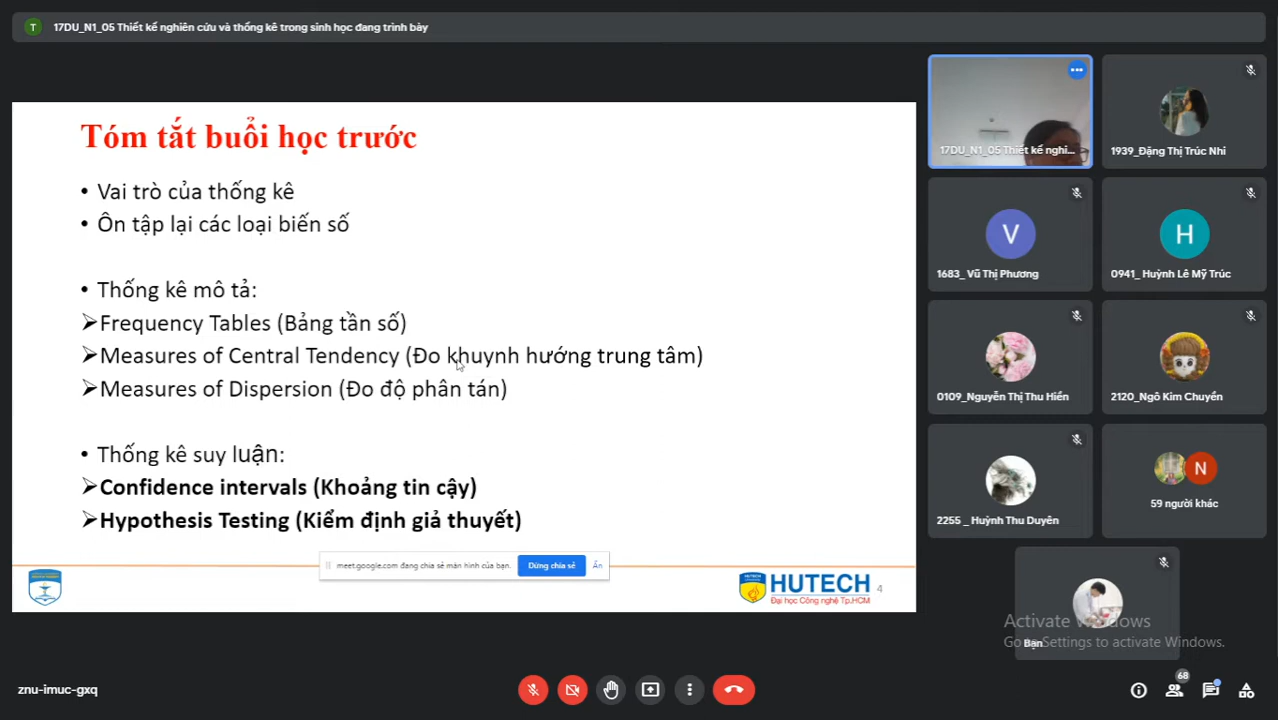 T
17DU_N1_05 Thiết kế nghiên cứu và thống kê trong sinh học đang trình bày
Tóm tắt buổi học trước
• Vai trò của thống kê
• Ôn tập lại các loại biến số
• Thống kê mô tả:
➢Frequency Tables (Bảng tần số)
➢Measures of Central Tendency (Đo khuynh hướng trung tâm)
➢Measures of Dispersion (Đo độ phân tán)
• Thống kê suy luận:
➢Confidence intervals (Khoảng tin cậy)
➢Hypothesis Testing (Kiểm định giả thuyết)
meet.google.com đang chia sẻ màn hình của bạn.
Dừng chia sẻ
Ẩn
HUTECH
Đại học Công nghệ Tp.HCM
4
17DU_N1_05 Thiết kế nghi...
1939_Đặng Thị Trúc Nhi
V
1683_ Vũ Thị Phương
H
0941_ Huỳnh Lê Mỹ Trúc
0109_Nguyễn Thị Thu Hiền
2120_Ngô Kim Chuyền
2255 _ Huỳnh Thu Duyên
N
59 người khác
Bạn
Activate Windows
Go to Settings to activate Windows.
znu-imuc-gxq
68